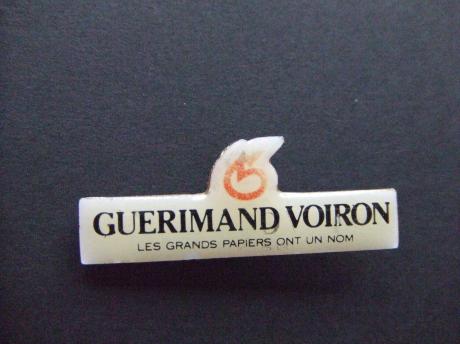 GUERIMAND VOIRON
LES GRANDS PAPIERS ONT UN NOM